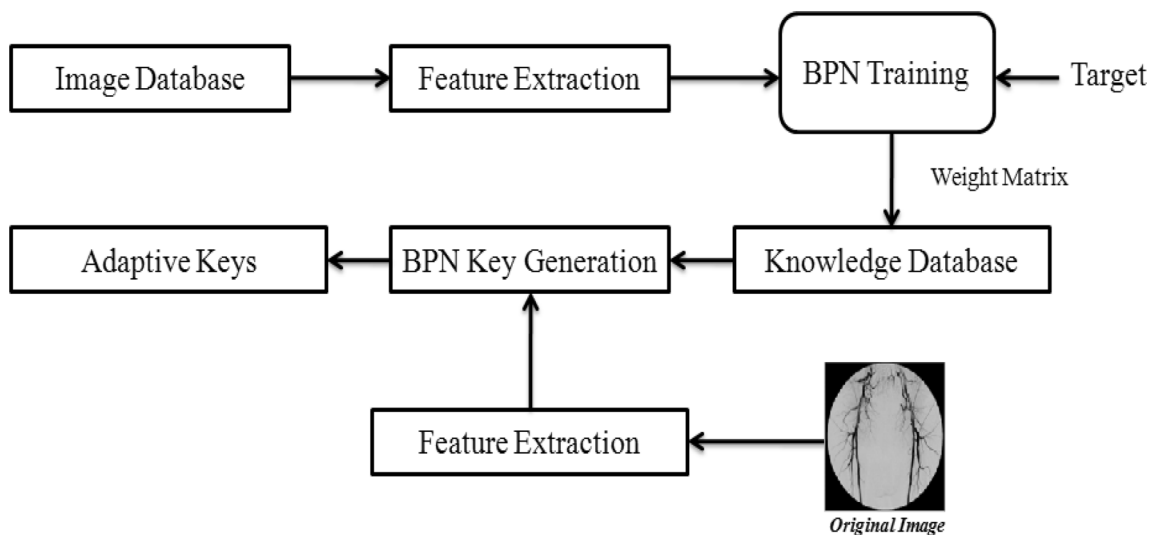 Image Database
Feature Extraction
BPN Training
Target
Weight Matrix
Adaptive Keys
BPN Key Generation
Knowledge Database
Feature Extraction
Original Image